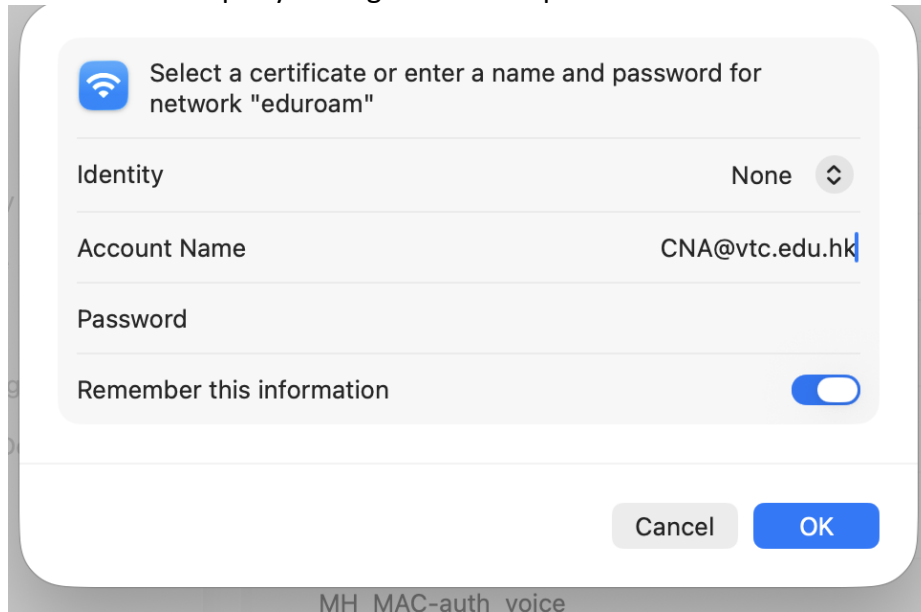 Select a certificate or enter a name and password for
network "eduroam"
Identity None
Account Name CNA@vtc.edu.hk
Password
Remember this information
Cancel OK
MH_MAC-auth_voice